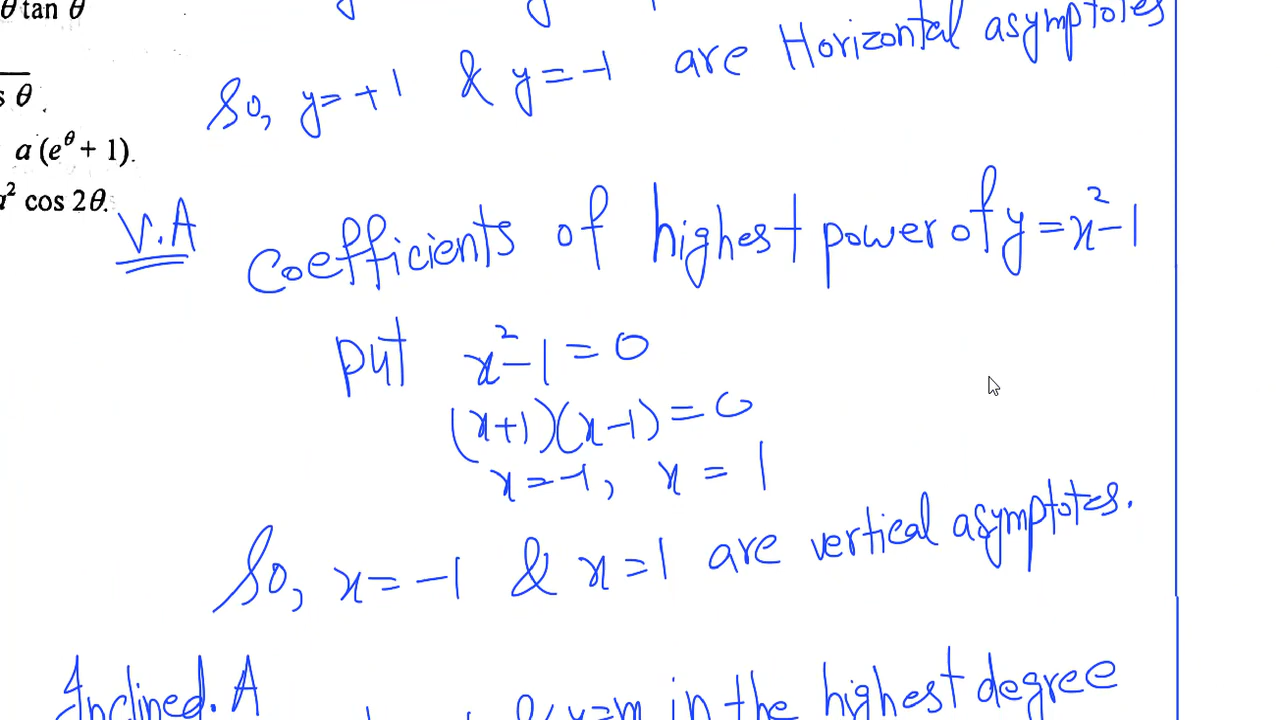 θ tan θ
So, y=+1 & y=-1 are Horizontal asymptotes
s θ.
a (e^θ + 1).
² cos 2θ.
V.A Coefficients of highest power of y = x²-1
put x²-1=0
(x+1)(x-1)=0
x=-1, x=1
So, x=-1 & x=1 are vertical asymptotes.
Inclined. A y=m in the highest degree